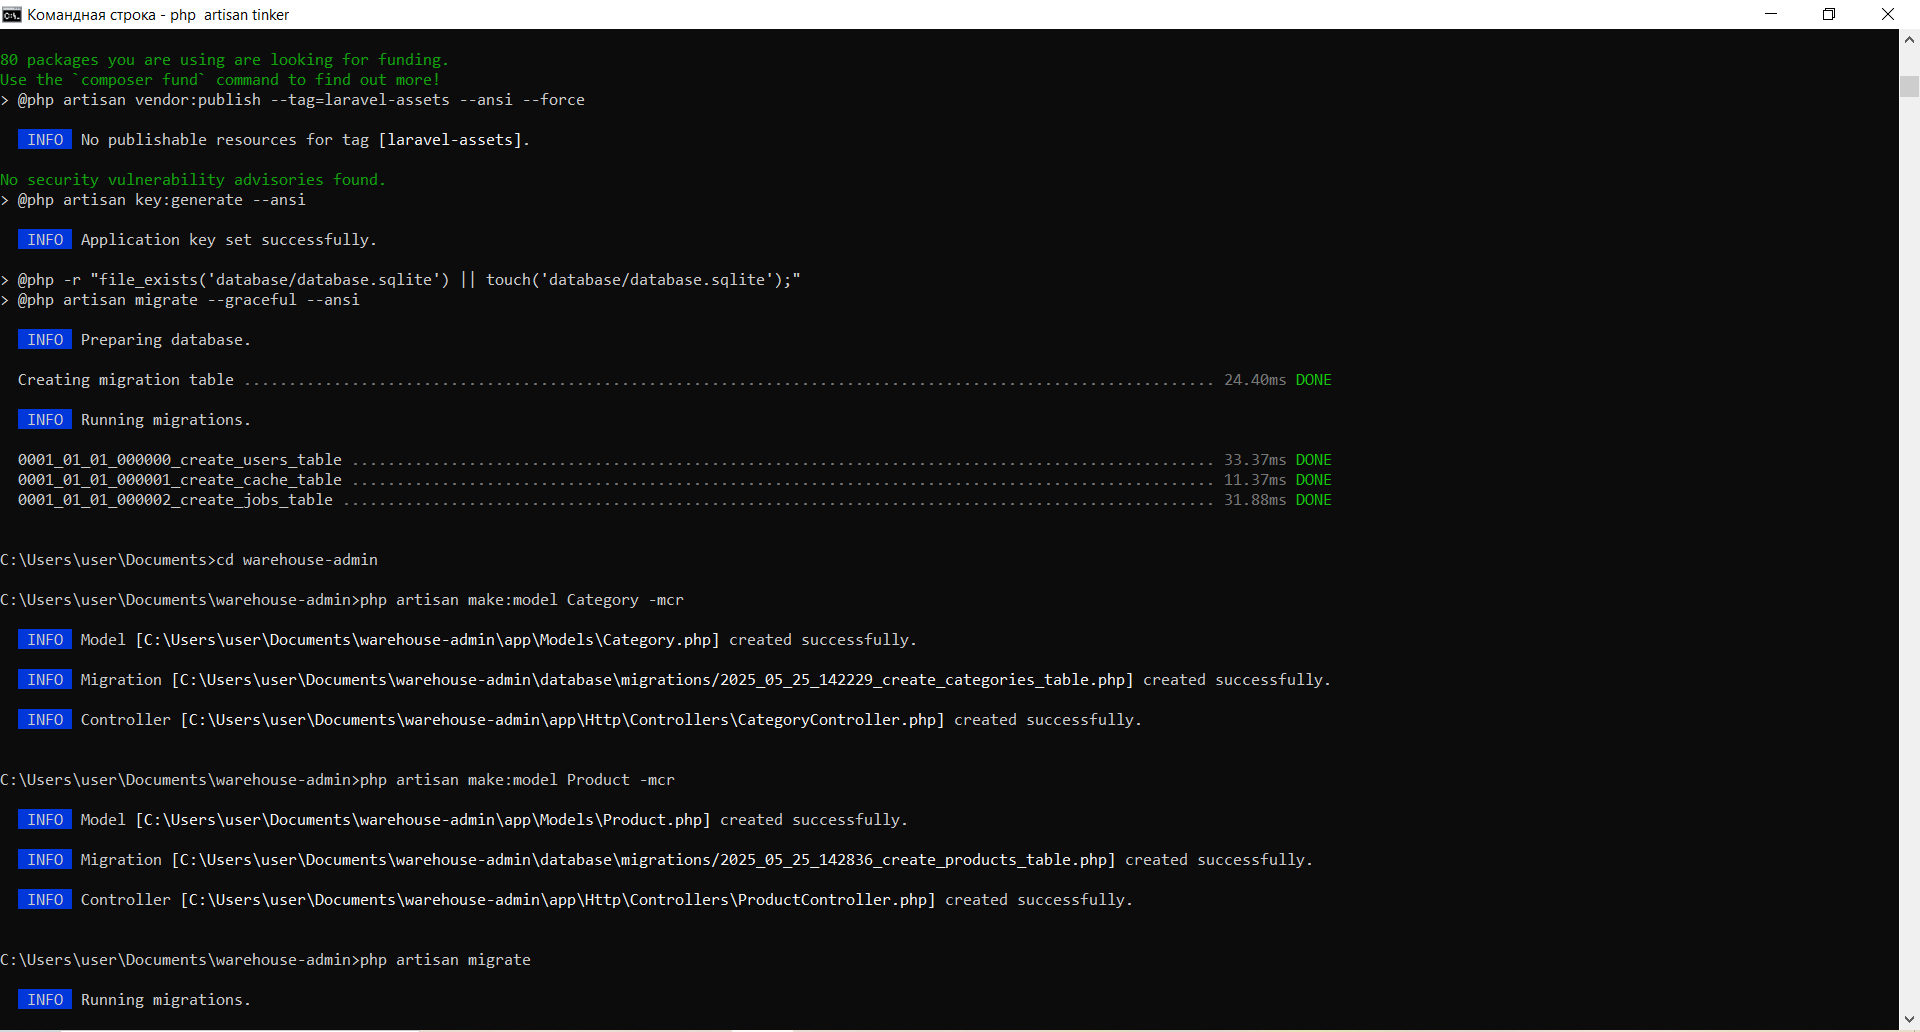 Командная строка - php  artisan tinker
80 packages you are using are looking for funding.
Use the `composer fund` command to find out more!
> @php artisan vendor:publish --tag=laravel-assets --ansi --force
INFO  No publishable resources for tag [laravel-assets].
No security vulnerability advisories found.
> @php artisan key:generate --ansi
INFO  Application key set successfully.
> @php -r "file_exists('database/database.sqlite') || touch('database/database.sqlite');"
> @php artisan migrate --graceful --ansi
INFO  Preparing database.
Creating migration table ............................................................................................................ 24.40ms DONE
INFO  Running migrations.
0001_01_01_000000_create_users_table ................................................................................................ 33.37ms DONE
0001_01_01_000001_create_cache_table ................................................................................................ 11.37ms DONE
0001_01_01_000002_create_jobs_table ................................................................................................. 31.88ms DONE
C:\Users\user\Documents>cd warehouse-admin
C:\Users\user\Documents\warehouse-admin>php artisan make:model Category -mcr
INFO  Model [C:\Users\user\Documents\warehouse-admin\app\Models\Category.php] created successfully.
INFO  Migration [C:\Users\user\Documents\warehouse-admin\database\migrations/2025_05_25_142229_create_categories_table.php] created successfully.
INFO  Controller [C:\Users\user\Documents\warehouse-admin\app\Http\Controllers\CategoryController.php] created successfully.
C:\Users\user\Documents\warehouse-admin>php artisan make:model Product -mcr
INFO  Model [C:\Users\user\Documents\warehouse-admin\app\Models\Product.php] created successfully.
INFO  Migration [C:\Users\user\Documents\warehouse-admin\database\migrations/2025_05_25_142836_create_products_table.php] created successfully.
INFO  Controller [C:\Users\user\Documents\warehouse-admin\app\Http\Controllers\ProductController.php] created successfully.
C:\Users\user\Documents\warehouse-admin>php artisan migrate
INFO  Running migrations.